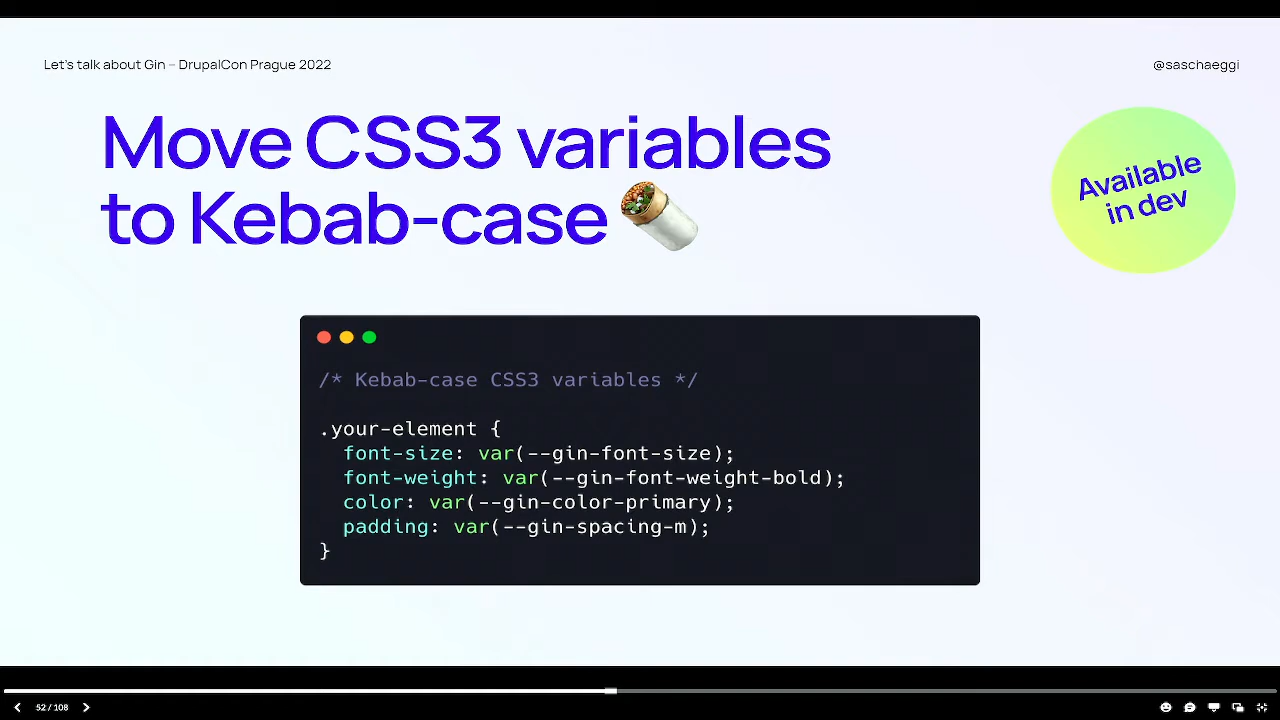 Let's talk about Gin – DrupalCon Prague 2022
@saschaeggi
Move CSS3 variables
to Kebab-case
Available
in dev
/* Kebab-case CSS3 variables */
.your-element {
  font-size: var(--gin-font-size);
  font-weight: var(--gin-font-weight-bold);
  color: var(--gin-color-primary);
  padding: var(--gin-spacing-m);
}
52 / 108